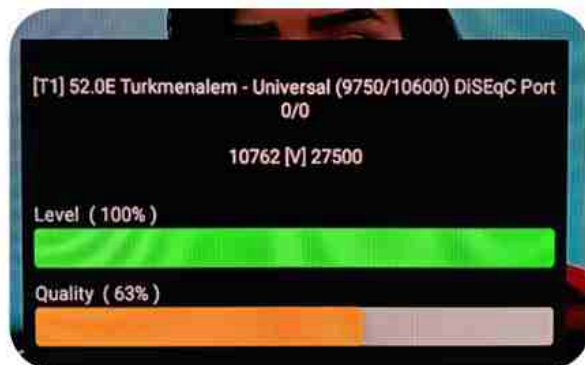 [T1] 52.0E Turkmenalem - Universal (9750/10600) DiSEqC Port
0/0
10762 [V] 27500
Level ( 100% )
Quality ( 63% )